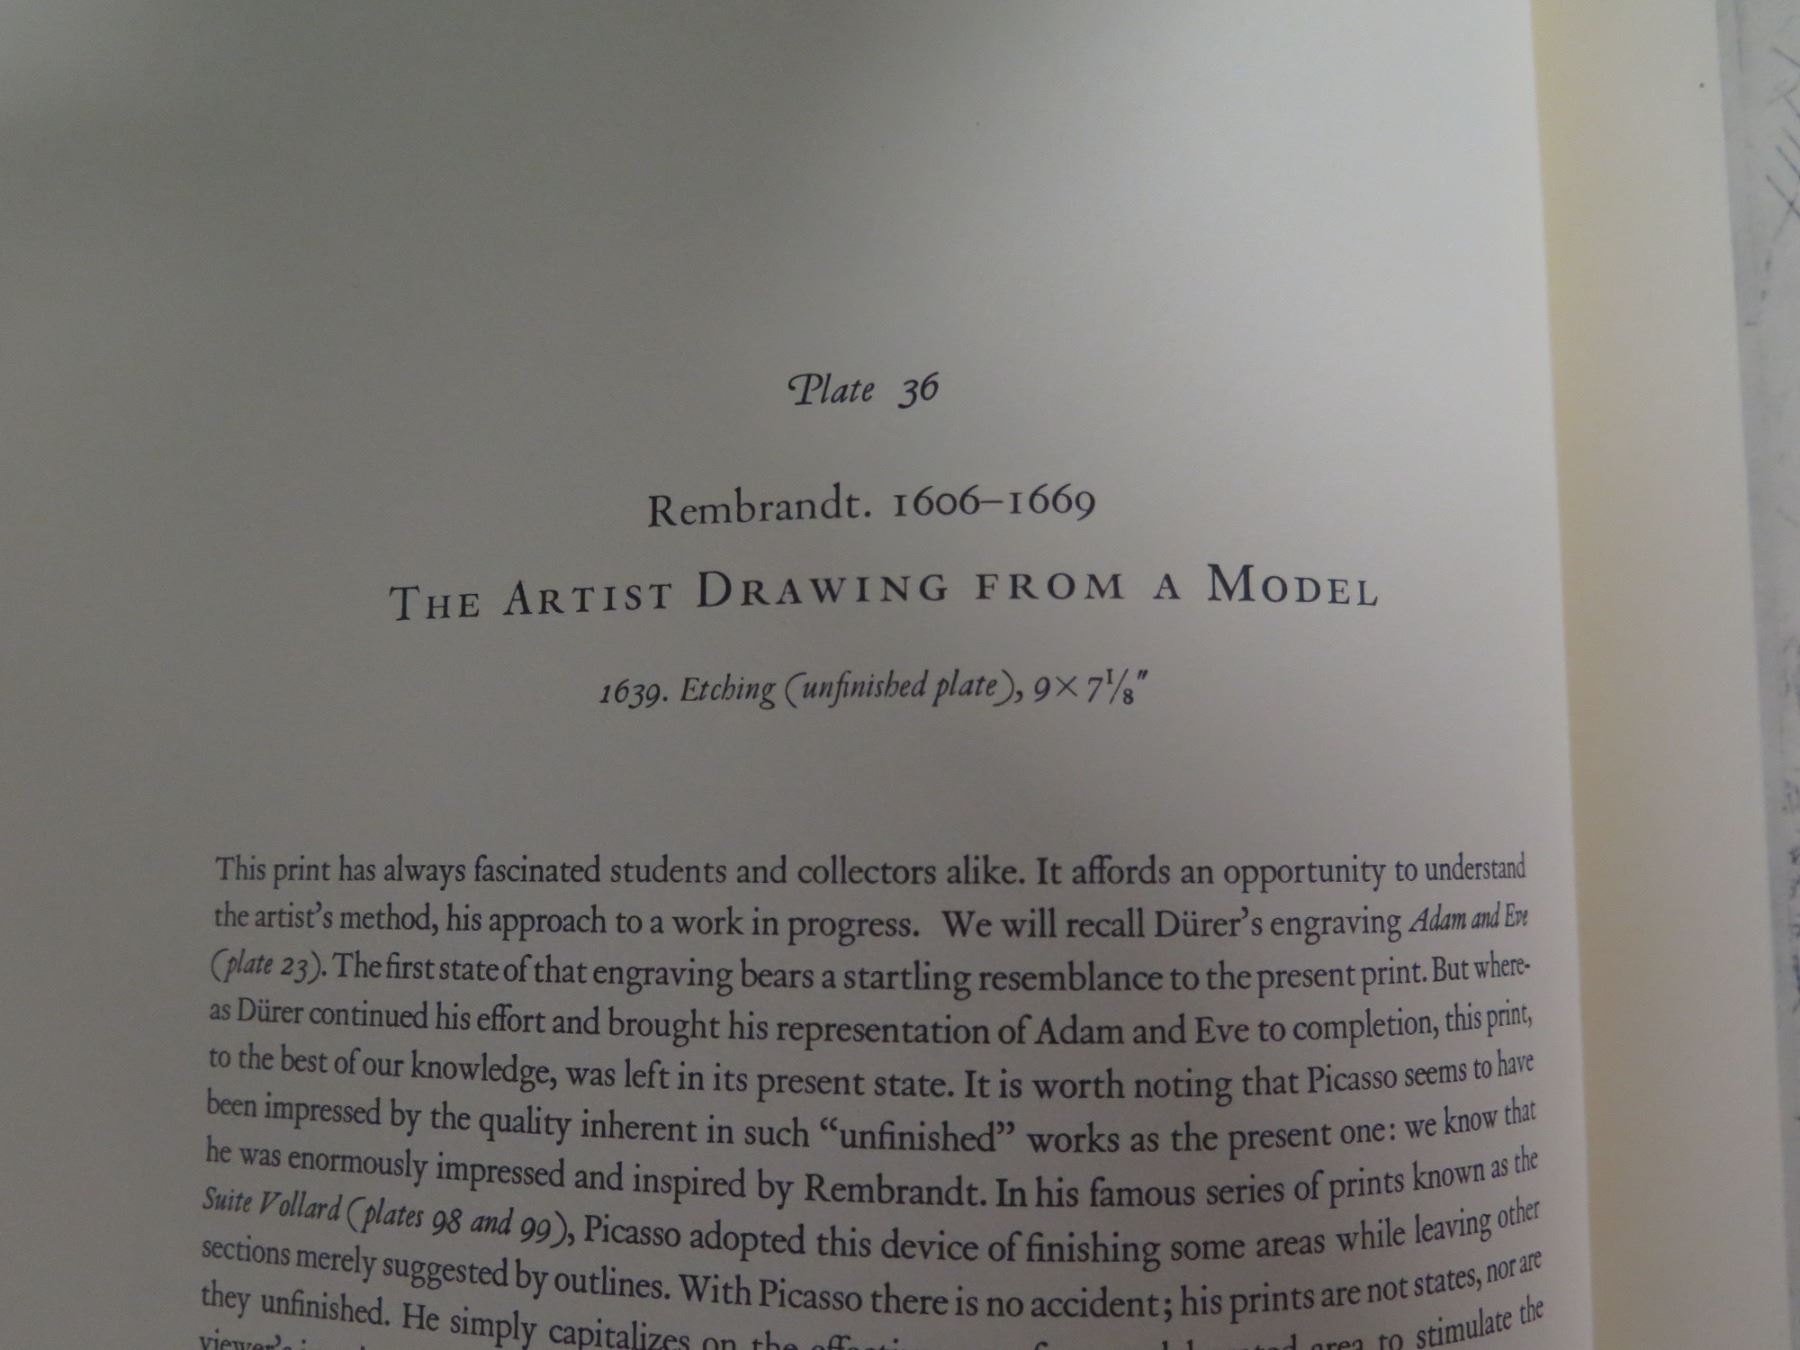 Plate 36
Rembrandt. 1606–1669
THE ARTIST DRAWING FROM A MODEL
1639. Etching (unfinished plate), 9 × 7 1/8"
This print has always fascinated students and collectors alike. It affords an opportunity to understand
the artist's method, his approach to a work in progress. We will recall Dürer's engraving Adam and Eve
(plate 23). The first state of that engraving bears a startling resemblance to the present print. But where-
as Dürer continued his effort and brought his representation of Adam and Eve to completion, this print,
to the best of our knowledge, was left in its present state. It is worth noting that Picasso seems to have
been impressed by the quality inherent in such “unfinished” works as the present one: we know that
he was enormously impressed and inspired by Rembrandt. In his famous series of prints known as the
Suite Vollard (plates 98 and 99), Picasso adopted this device of finishing some areas while leaving other
sections merely suggested by outlines. With Picasso there is no accident; his prints are not states, nor are
they unfinished. He simply capitalizes on the area to stimulate the
viewer's